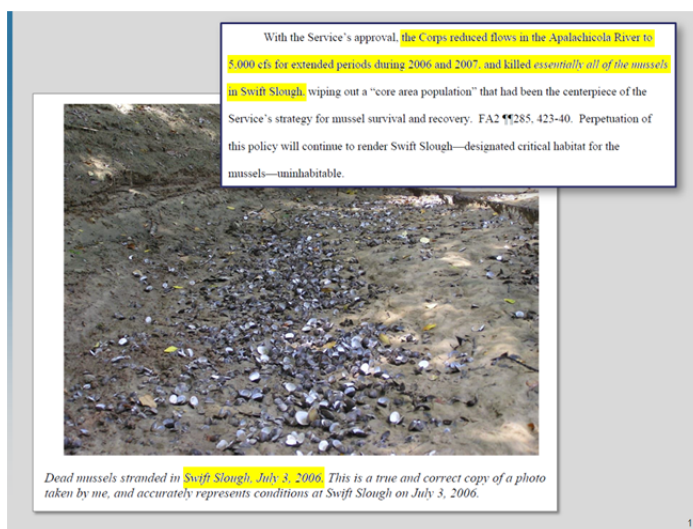 With the Service's approval, the Corps reduced flows in the Apalachicola River to
5,000 cfs for extended periods during 2006 and 2007, and killed essentially all of the mussels
in Swift Slough, wiping out a “core area population” that had been the centerpiece of the
Service's strategy for mussel survival and recovery. FA2 ¶¶285, 423-40. Perpetuation of
this policy will continue to render Swift Slough—designated critical habitat for the
mussels—uninhabitable.
Dead mussels stranded in Swift Slough, July 3, 2006. This is a true and correct copy of a photo
taken by me, and accurately represents conditions at Swift Slough on July 3, 2006.
1